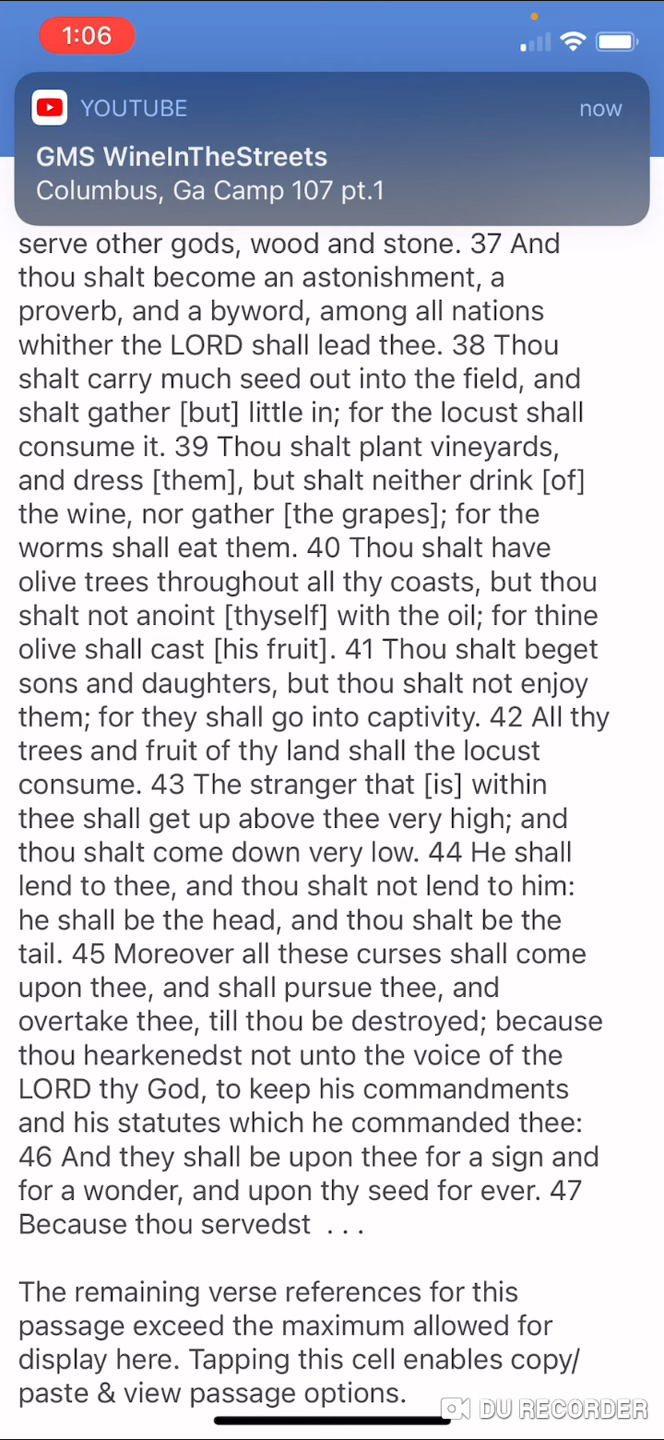 1:06
YOUTUBE
now
GMS WineInTheStreets
Columbus, Ga Camp 107 pt.1
serve other gods, wood and stone. 37 And
thou shalt become an astonishment, a
proverb, and a byword, among all nations
whither the LORD shall lead thee. 38 Thou
shalt carry much seed out into the field, and
shalt gather [but] little in; for the locust shall
consume it. 39 Thou shalt plant vineyards,
and dress [them], but shalt neither drink [of]
the wine, nor gather [the grapes]; for the
worms shall eat them. 40 Thou shalt have
olive trees throughout all thy coasts, but thou
shalt not anoint [thyself] with the oil; for thine
olive shall cast [his fruit]. 41 Thou shalt beget
sons and daughters, but thou shalt not enjoy
them; for they shall go into captivity. 42 All thy
trees and fruit of thy land shall the locust
consume. 43 The stranger that [is] within
thee shall get up above thee very high; and
thou shalt come down very low. 44 He shall
lend to thee, and thou shalt not lend to him:
he shall be the head, and thou shalt be the
tail. 45 Moreover all these curses shall come
upon thee, and shall pursue thee, and
overtake thee, till thou be destroyed; because
thou hearkenedst not unto the voice of the
LORD thy God, to keep his commandments
and his statutes which he commanded thee:
46 And they shall be upon thee for a sign and
for a wonder, and upon thy seed for ever. 47
Because thou servedst . . .
The remaining verse references for this
passage exceed the maximum allowed for
display here. Tapping this cell enables copy/
paste & view passage options.
DU RECORDER